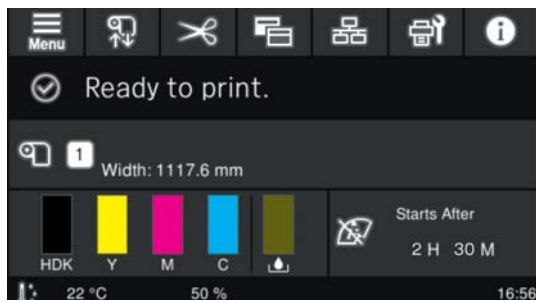 Menu
Ready to print.
1
Width: 1117.6 mm
Starts After
2 H 30 M
HDK Y M C
22 °C 50 % 16:56